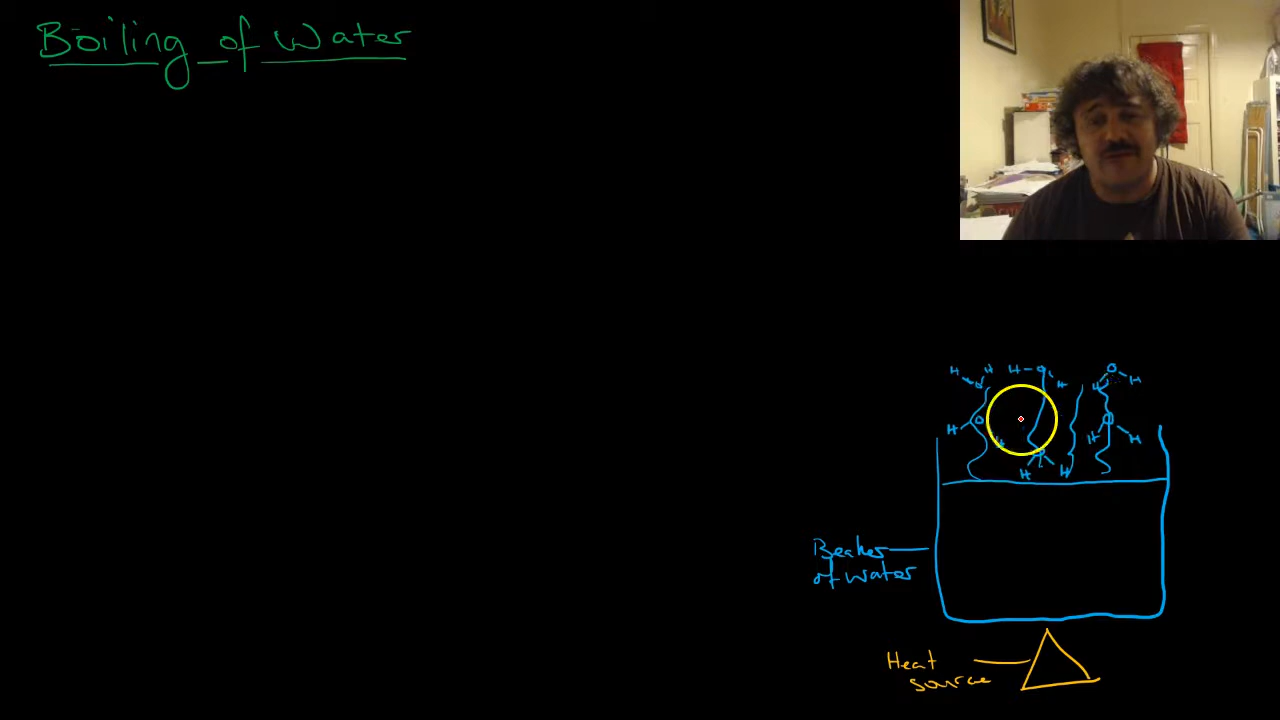 Boiling of Water
H H H-O H O H
H O H O H H
H H
Beaker
of water
Heat
source